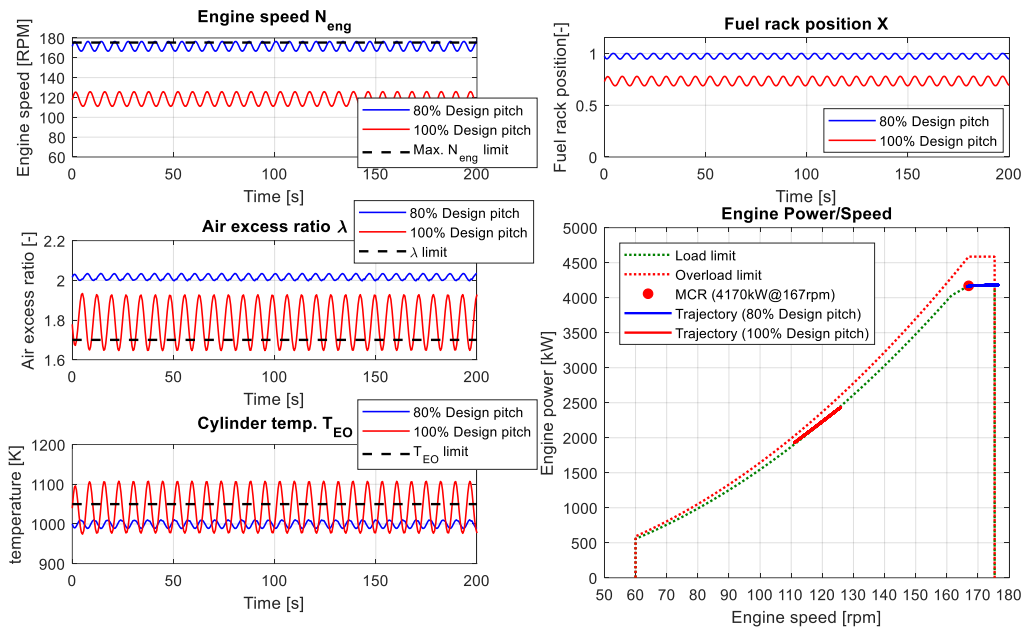 Engine speed N_eng
Engine speed [RPM]
180
160
140
120
100
80
60
0
50
100
150
200
Time [s]
80% Design pitch
100% Design pitch
Max. N_eng limit
Fuel rack position X
Fuel rack position[-]
1
0.5
0
0
50
100
150
200
Time [s]
80% Design pitch
100% Design pitch
Air excess ratio λ
Air excess ratio [-]
2.2
2
1.8
1.6
0
50
100
150
200
Time [s]
80% Design pitch
100% Design pitch
λ limit
Cylinder temp. T_EO
temperature [K]
1200
1100
1000
900
0
50
100
150
200
Time [s]
80% Design pitch
100% Design pitch
T_EO limit
Engine Power/Speed
Engine power [kW]
5000
4500
4000
3500
3000
2500
2000
1500
1000
500
0
50
60
70
80
90
100
110
120
130
140
150
160
170
180
Engine speed [rpm]
Load limit
Overload limit
MCR (4170kW@167rpm)
Trajectory (80% Design pitch)
Trajectory (100% Design pitch)